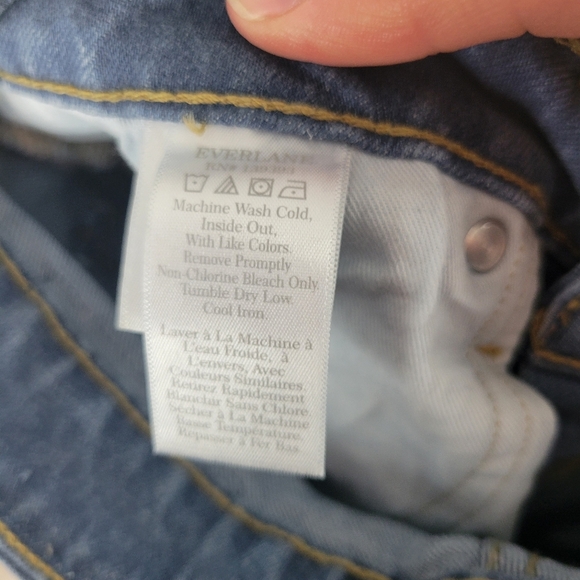 EVERLANE
Machine Wash Cold,
Inside Out,
With Like Colors.
Remove Promptly
Non-Chlorine Bleach Only.
Tumble Dry Low.
Cool Iron.
Laver à La Machine à
L'eau Froide, à
L'envers, Avec
Couleurs Similaires.
Retirez Rapidement
Blanchir Sans Chlore.
Sécher à La Machine
Basse Température.
Repasser à Fer Bas.